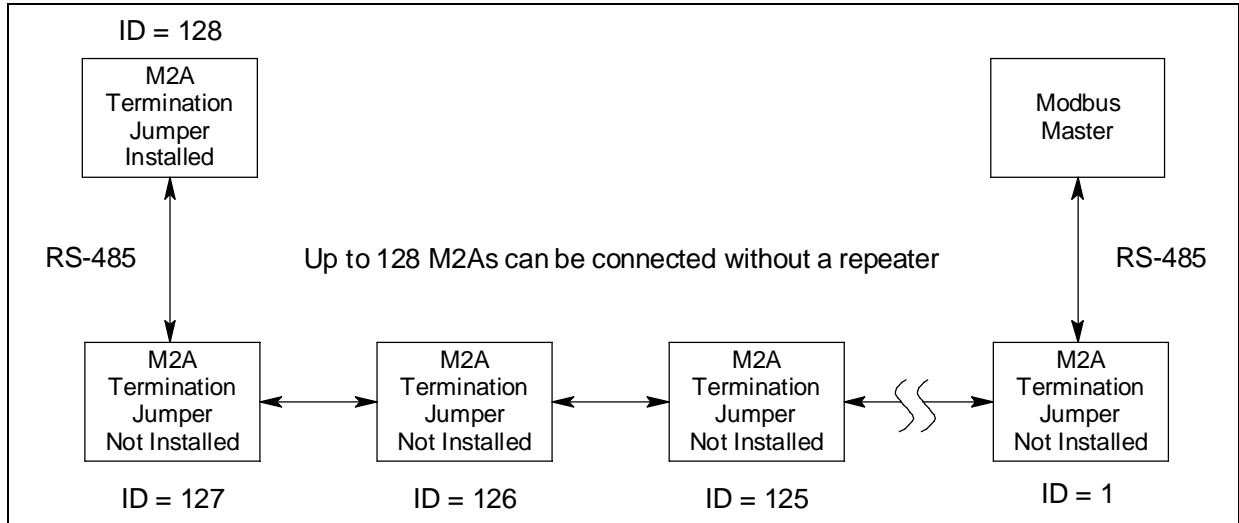 ID = 128
M2A
Termination
Jumper
Installed
Modbus
Master
RS-485
Up to 128 M2As can be connected without a repeater
RS-485
M2A
Termination
Jumper
Not Installed
M2A
Termination
Jumper
Not Installed
M2A
Termination
Jumper
Not Installed
M2A
Termination
Jumper
Not Installed
ID = 127
ID = 126
ID = 125
ID = 1